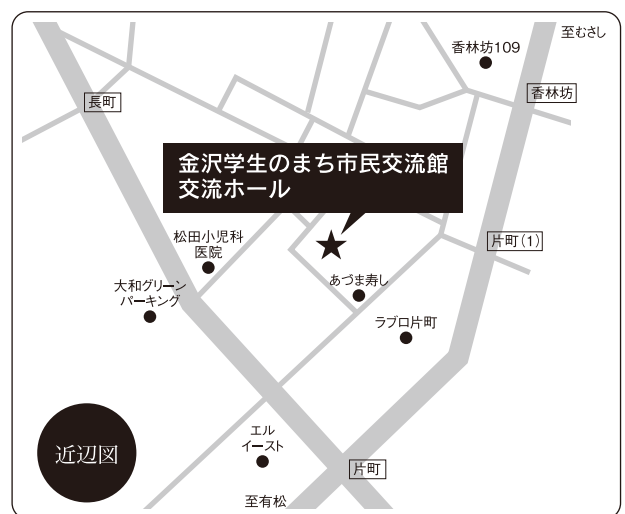 至むさし
香林坊109
香林坊
長町
金沢学生のまち市民交流館
交流ホール
松田小児科
医院
片町(1)
あづま寿し
大和グリーン
パーキング
ラブロ片町
エル
イースト
近辺図
片町
至有松